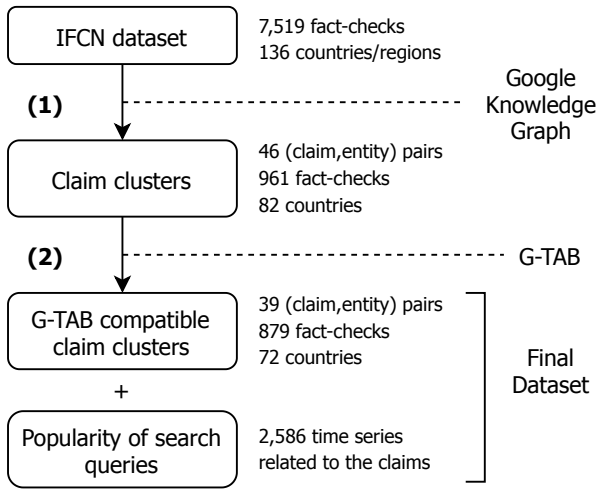 IFCN dataset
7,519 fact-checks
136 countries/regions
(1)
Google
Knowledge
Graph
Claim clusters
46 (claim,entity) pairs
961 fact-checks
82 countries
(2)
G-TAB
G-TAB compatible
claim clusters
39 (claim,entity) pairs
879 fact-checks
72 countries
+
Popularity of search
queries
2,586 time series
related to the claims
Final
Dataset